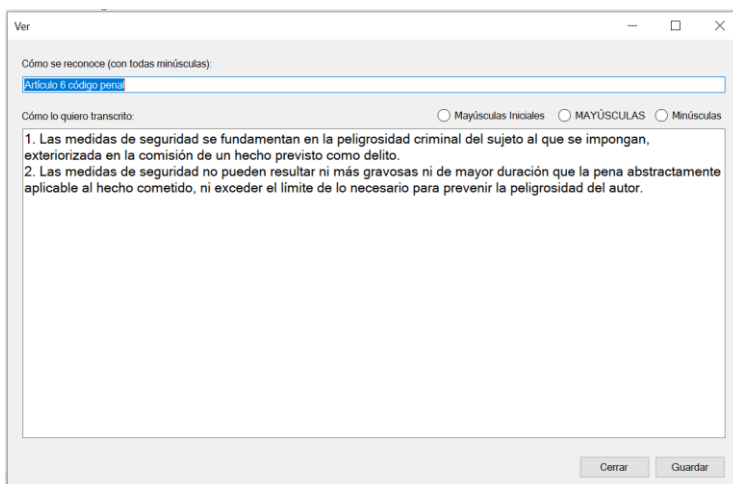 Ver
Cómo se reconoce (con todas minúsculas):
Artículo 6 código penal
Cómo lo quiero transcrito:
Mayúsculas Iniciales
MAYÚSCULAS
Minúsculas
1. Las medidas de seguridad se fundamentan en la peligrosidad criminal del sujeto al que se impongan,
exteriorizada en la comisión de un hecho previsto como delito.
2. Las medidas de seguridad no pueden resultar ni más gravosas ni de mayor duración que la pena abstractamente
aplicable al hecho cometido, ni exceder el límite de lo necesario para prevenir la peligrosidad del autor.
Cerrar
Guardar